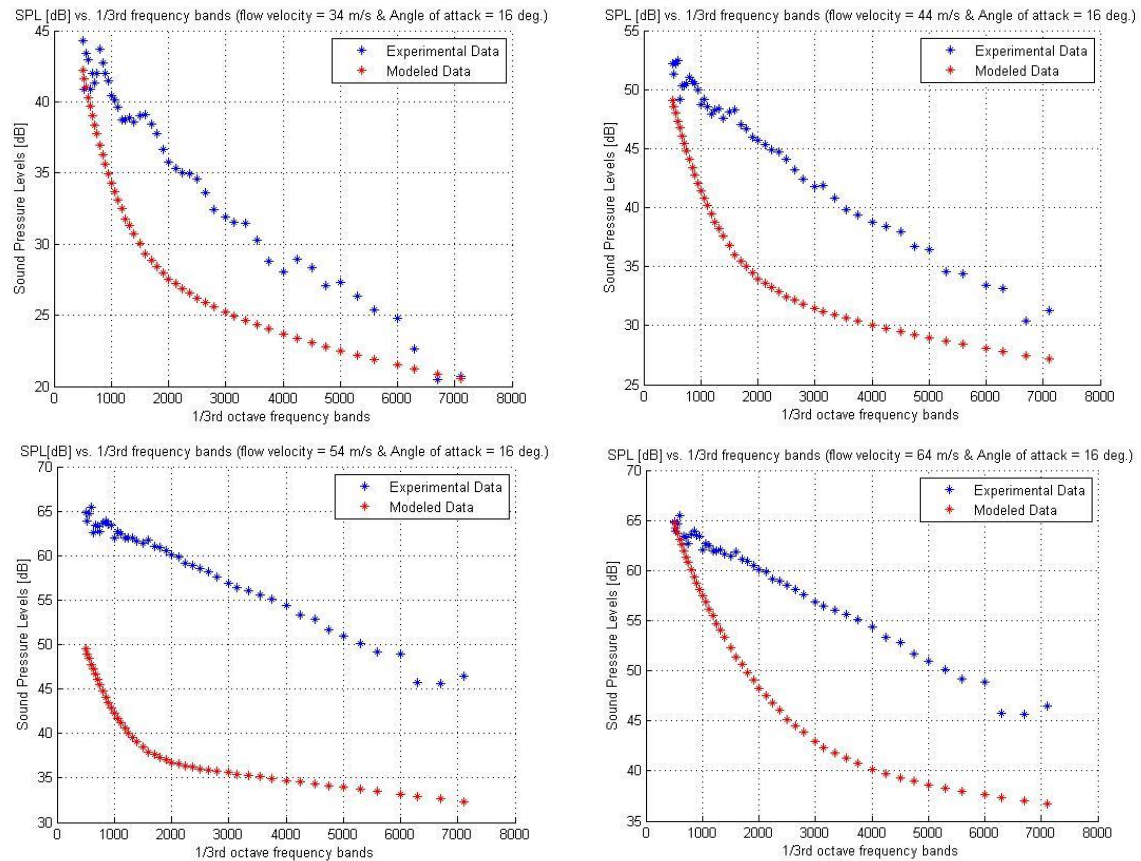 SPL [dB] vs. 1/3rd frequency bands (flow velocity = 34 m/s & Angle of attack = 16 deg.)
45
40
35
30
25
20
Sound Pressure Levels [dB]
Experimental Data
Modeled Data
0 1000 2000 3000 4000 5000 6000 7000 8000
1/3rd octave frequency bands
SPL [dB] vs. 1/3rd frequency bands (flow velocity = 44 m/s & Angle of attack = 16 deg.)
55
50
45
40
35
30
25
Sound Pressure Levels [dB]
Experimental Data
Modeled Data
0 1000 2000 3000 4000 5000 6000 7000 8000
1/3rd octave frequency bands
SPL[dB] vs. 1/3rd frequency bands (flow velocity = 54 m/s & Angle of attack = 16 deg.)
70
65
60
55
50
45
40
35
30
Sound Pressure Levels [dB]
Experimental Data
Modeled Data
0 1000 2000 3000 4000 5000 6000 7000 8000
1/3rd octave frequency bands
SPL [dB] vs. 1/3rd frequency bands (flow velocity = 64 m/s & Angle of attack = 16 deg.)
70
65
60
55
50
45
40
35
Sound Pressure Levels [dB]
Experimental Data
Modeled Data
0 1000 2000 3000 4000 5000 6000 7000 8000
1/3rd octave frequency bands